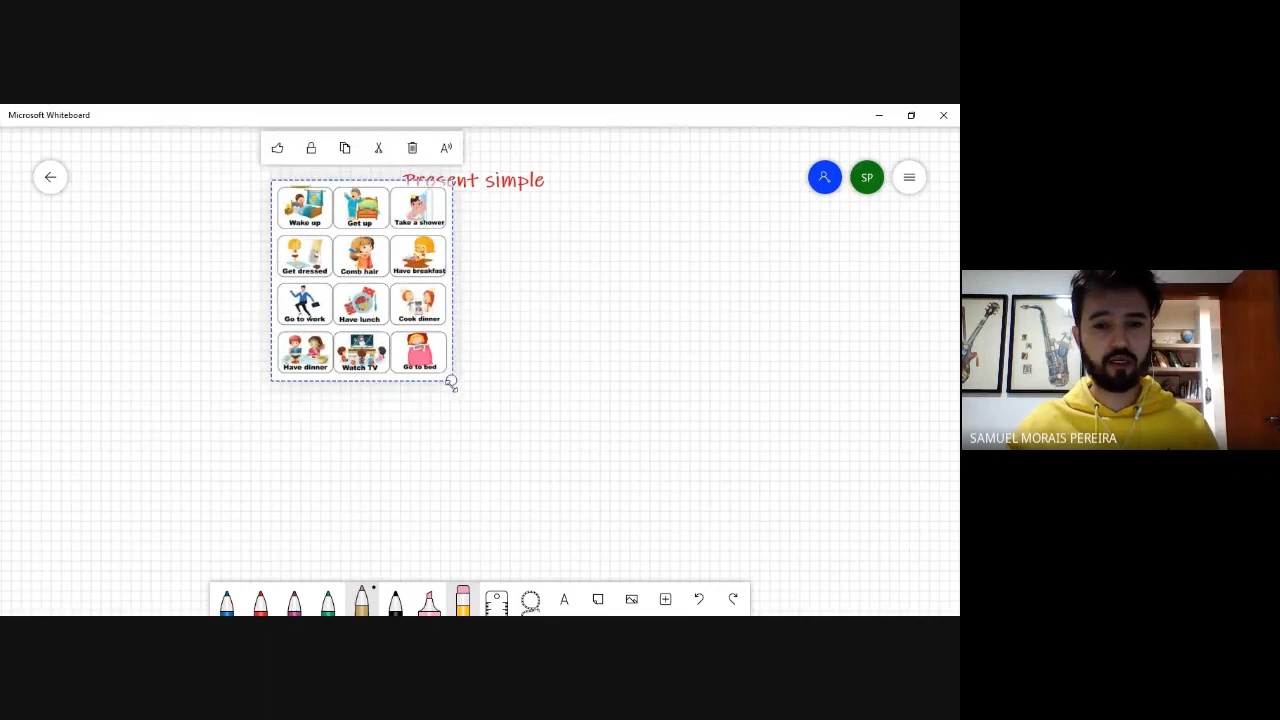 Microsoft Whiteboard
Present simple
SP
Wake up Get up Take a shower
Get dressed Comb hair Have breakfast
Go to work Have lunch Cook dinner
Have dinner Watch TV Go to bed
SAMUEL MORAIS PEREIRA